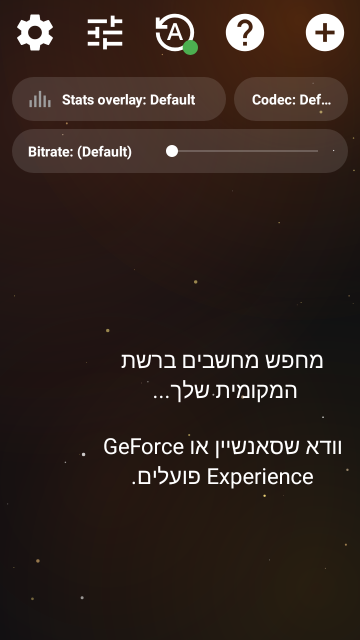 A
?
Stats overlay: Default
Codec: Def...
Bitrate: (Default)
מחפש מחשבים ברשת
המקומית שלך...
וודא שסאנשיין או GeForce
Experience פועלים.